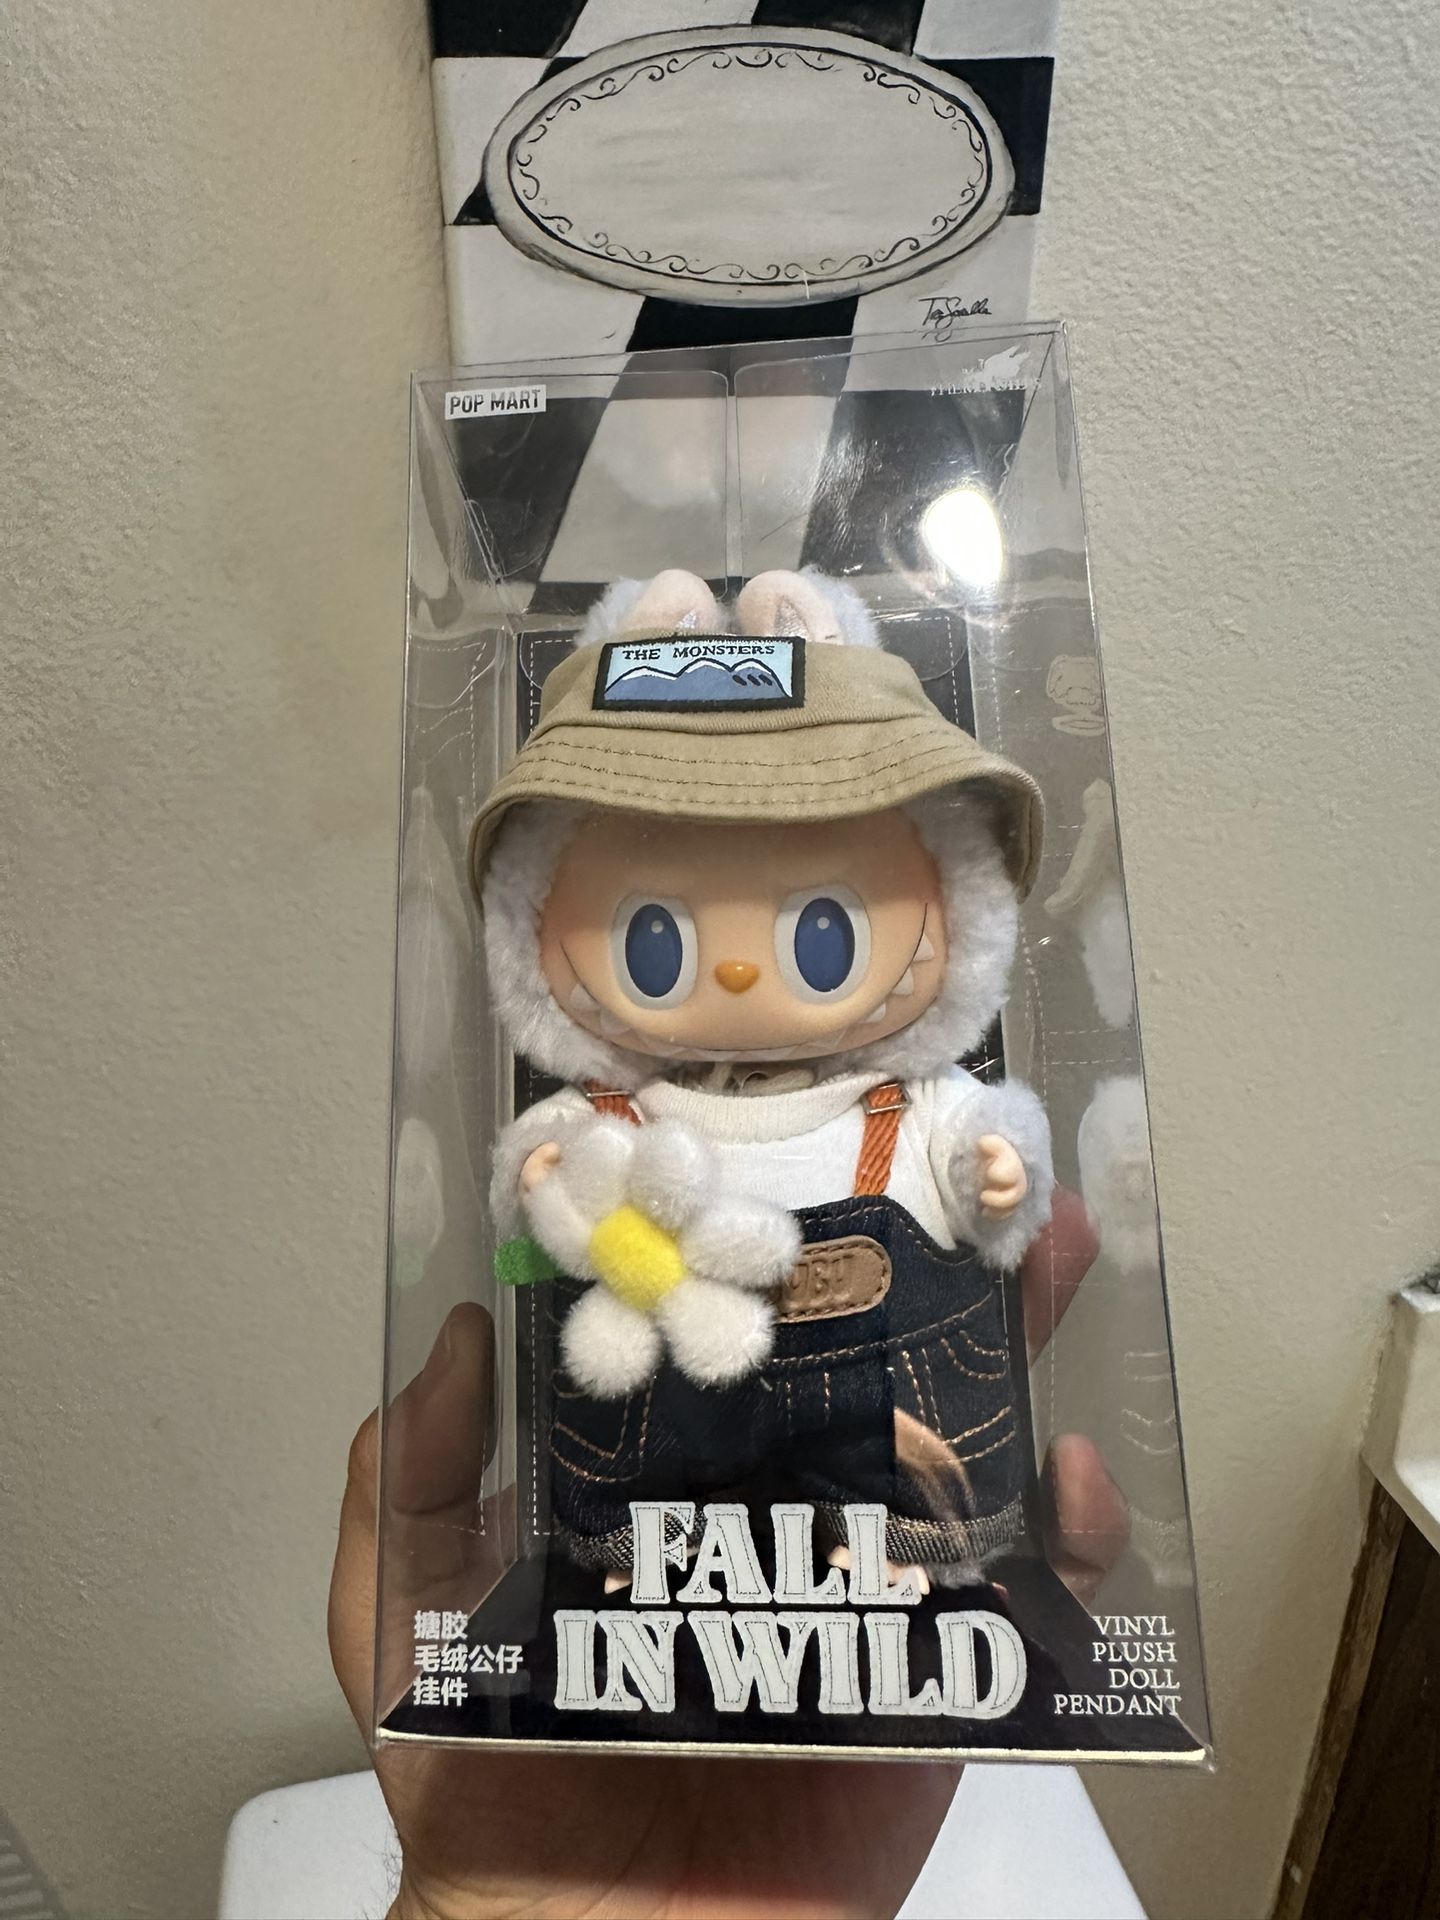 POP MART
THE MONSTERS
FALL
IN WILD
搪胶
毛绒公仔
挂件
VINYL
PLUSH
DOLL
PENDANT